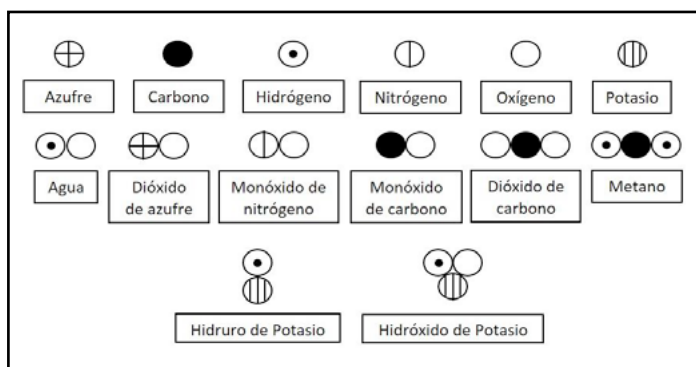 Azufre
Carbono
Hidrógeno
Nitrógeno
Oxígeno
Potasio
Agua
Dióxido
de azufre
Monóxido de
nitrógeno
Monóxido
de carbono
Dióxido de
carbono
Metano
Hidruro de Potasio
Hidróxido de Potasio